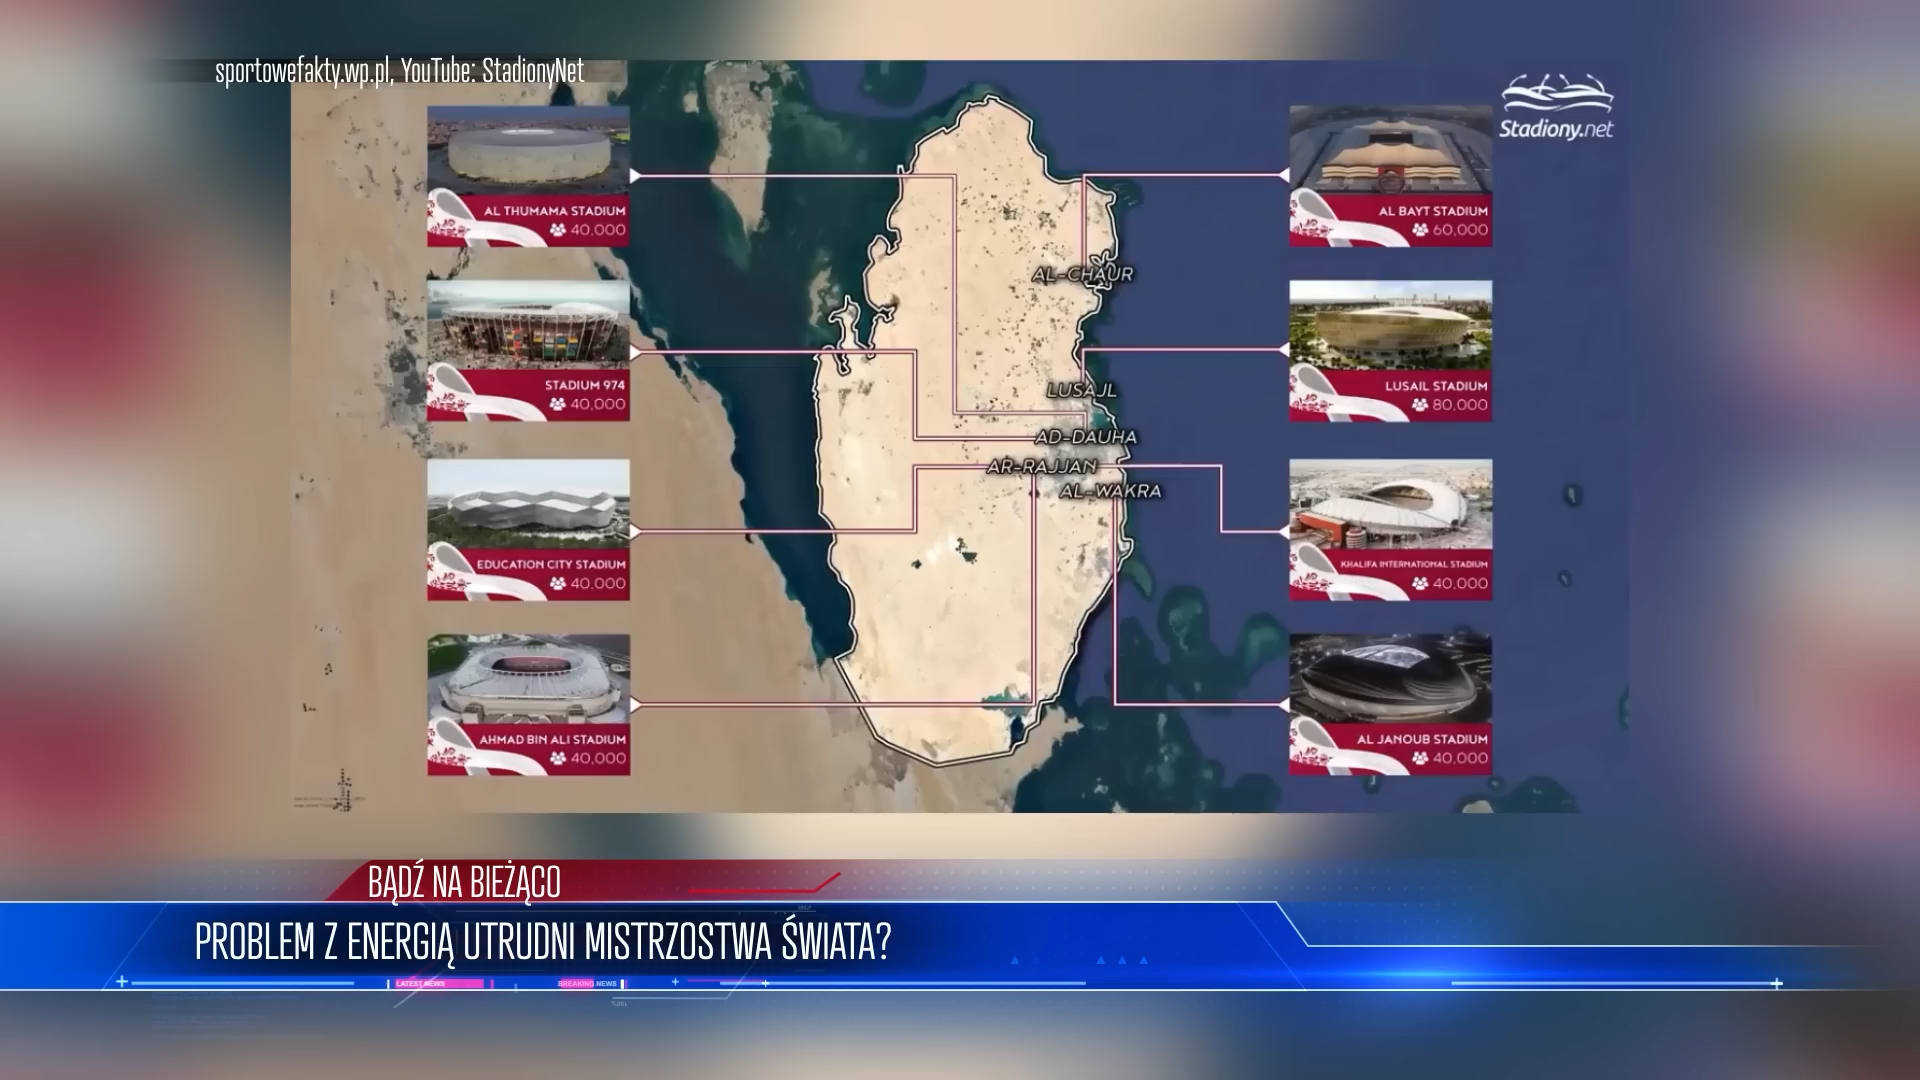 sportowefakty.wp.pl, YouTube: StadionyNet
Stadiony.net
AL THUMAMA STADIUM
40,000
STADIUM 974
40,000
EDUCATION CITY STADIUM
40,000
AHMAD BIN ALI STADIUM
40,000
AL-CHAUR
LUSAJL
AD-DAUHA
AR-RAJJAN
AL-WAKRA
AL BAYT STADIUM
60,000
LUSAIL STADIUM
80,000
KHALIFA INTERNATIONAL STADIUM
40,000
AL JANOUB STADIUM
40,000
BĄDŹ NA BIEŻĄCO
PROBLEM Z ENERGIĄ UTRUDNI MISTRZOSTWA ŚWIATA?
LATEST NEWS
BREAKING NEWS